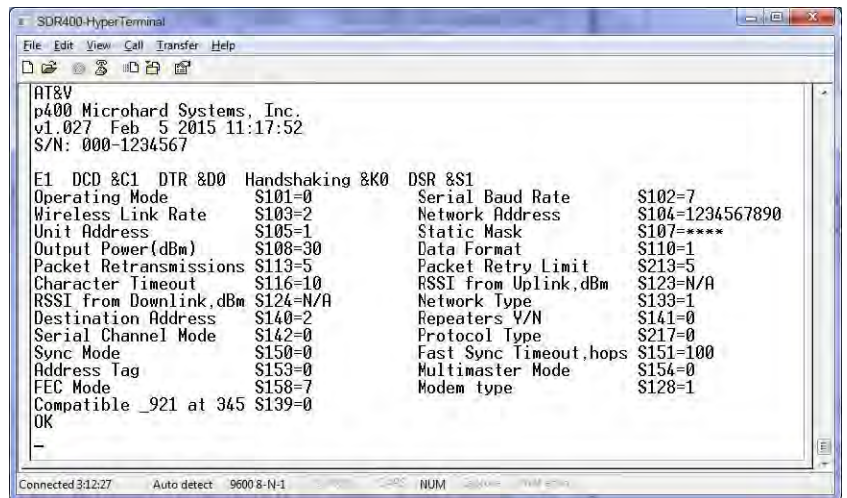 SDR400-HyperTerminal
File Edit View Call Transfer Help
AT&V
p400 Microhard Systems, Inc.
v1.027 Feb 5 2015 11:17:52
S/N: 000-1234567
E1 DCD &C1 DTR &D0 Handshaking &K0 DSR &S1
Operating Mode S101=0 Serial Baud Rate S102=7
Wireless Link Rate S103=2 Network Address S104=1234567890
Unit Address S105=1 Static Mask S107=****
Output Power(dBm) S108=30 Data Format S110=1
Packet Retransmissions S113=5 Packet Retry Limit S213=5
Character Timeout S116=10 RSSI from Uplink,dBm S123=N/A
RSSI from Downlink,dBm S124=N/A Network Type S133=1
Destination Address S140=2 Repeaters Y/N S141=0
Serial Channel Mode S142=0 Protocol Type S217=0
Sync Mode S150=0 Fast Sync Timeout,hops S151=100
Address Tag S153=0 Multimaster Mode S154=0
FEC Mode S158=7 Modem type S128=1
Compatible _921 at 345 S139=0
OK
_
Connected 3:12:27 Auto detect 9600 8-N-1 NUM